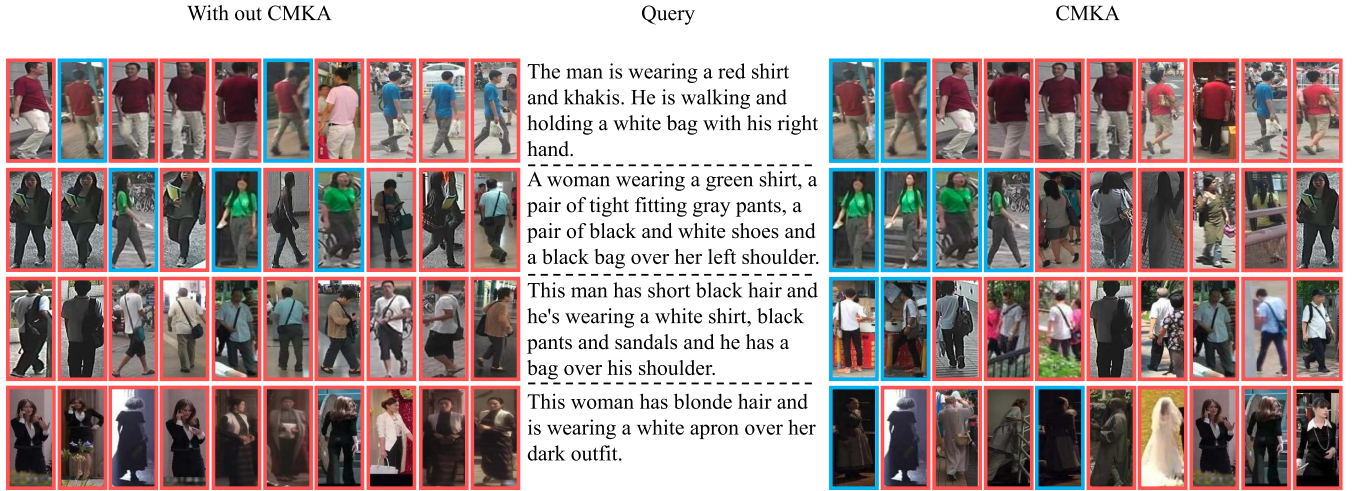 With out CMKA
Query
CMKA
The man is wearing a red shirt
and khakis. He is walking and
holding a white bag with his right
hand.
A woman wearing a green shirt, a
pair of tight fitting gray pants, a
pair of black and white shoes and
a black bag over her left shoulder.
This man has short black hair and
he's wearing a white shirt, black
pants and sandals and he has a
bag over his shoulder.
This woman has blonde hair and
is wearing a white apron over her
dark outfit.